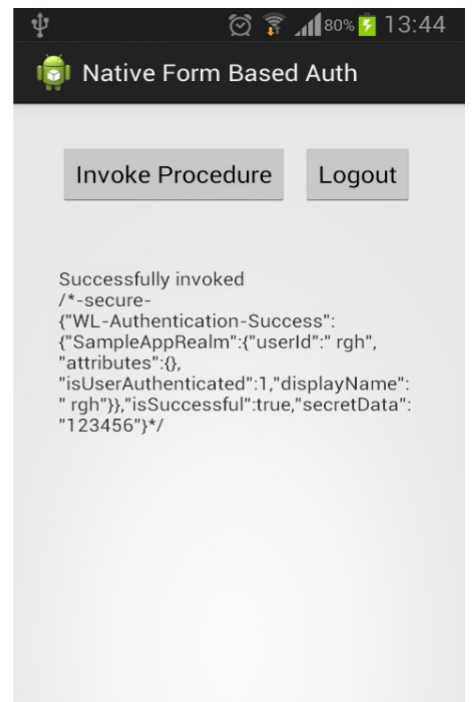 80% 13:44
Native Form Based Auth
Invoke Procedure Logout
Successfully invoked
/*-secure-
{"WL-Authentication-Success":
{"SampleAppRealm":{"userId":" rgh",
"attributes":{},
"isUserAuthenticated":1,"displayName":
" rgh"}},"isSuccessful":true,"secretData":
"123456"}*/